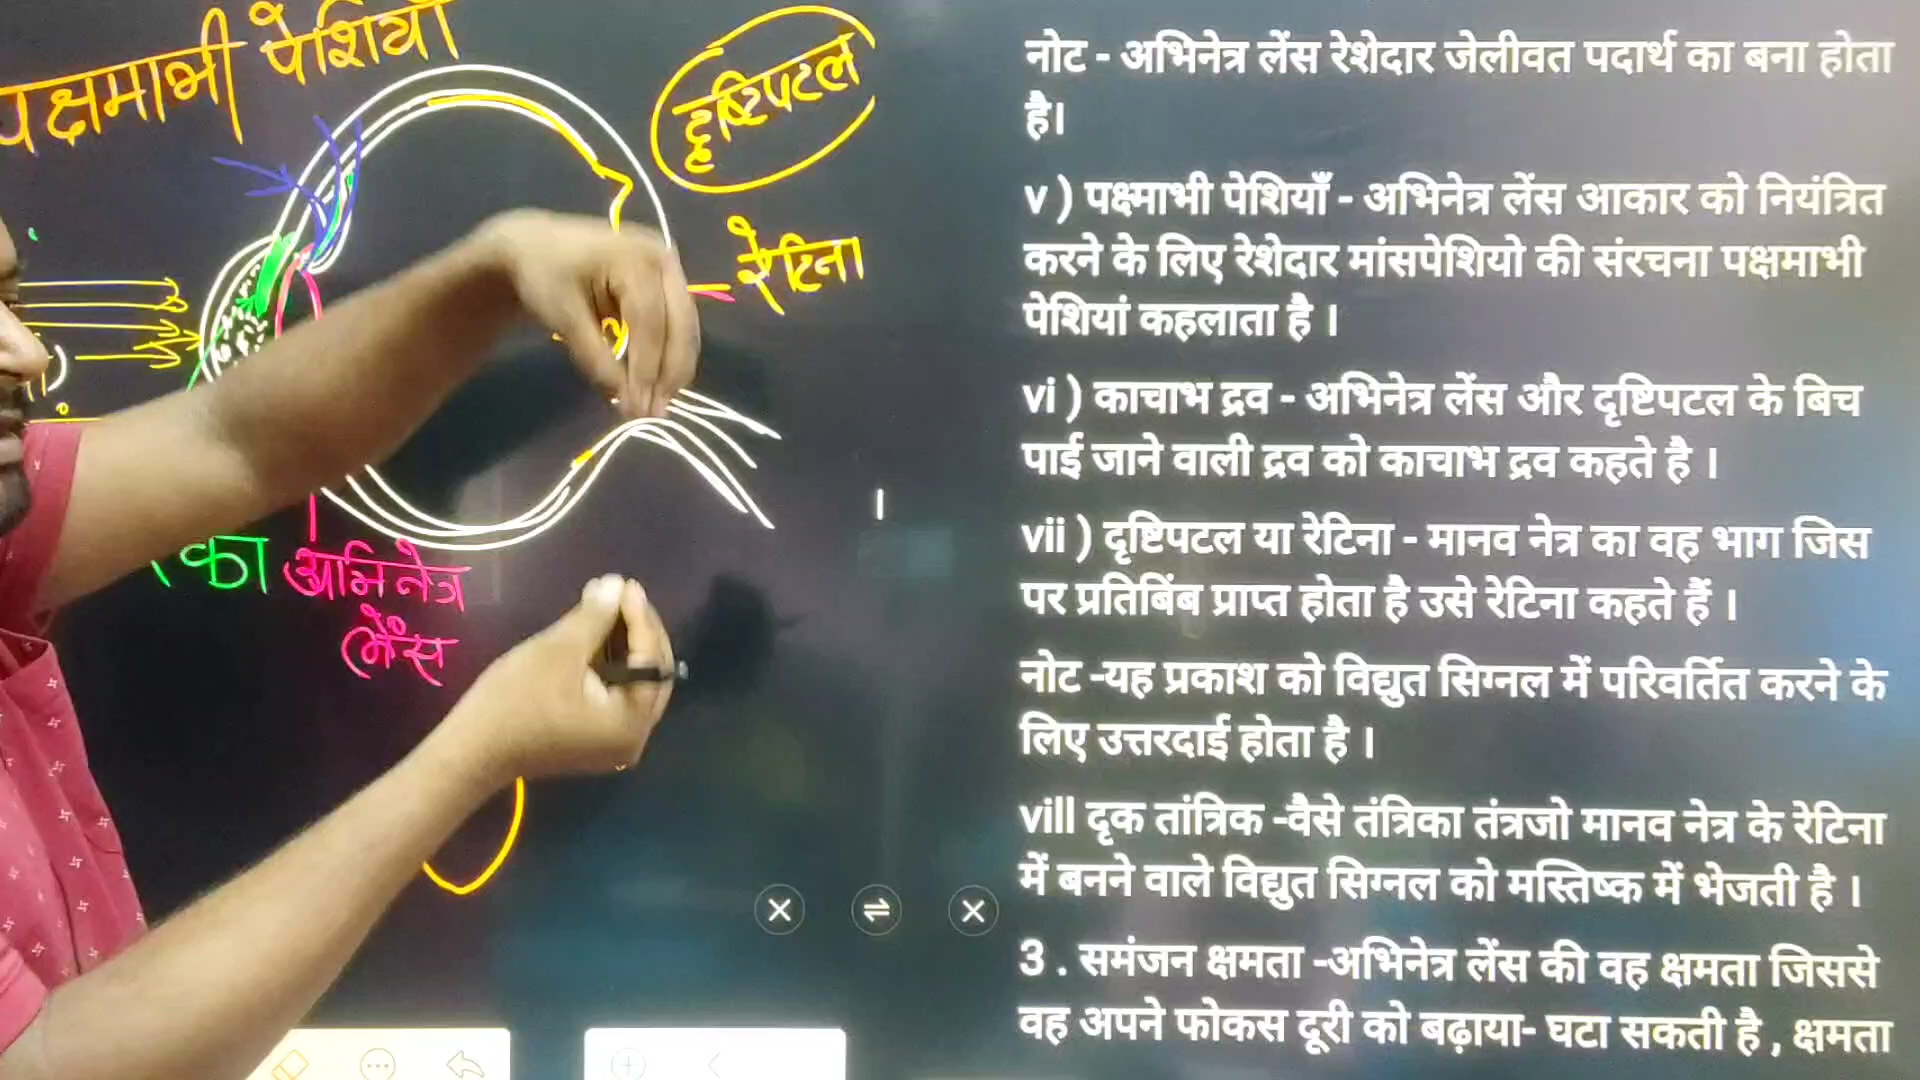 पक्षमाभी पेशियाँ
दृष्टिपटल
रेटिना
का अभिनेत्र
लेंस
नोट - अभिनेत्र लेंस रेशेदार जेलीवत पदार्थ का बना होता
है।
v ) पक्ष्माभी पेशियाँ - अभिनेत्र लेंस आकार को नियंत्रित
करने के लिए रेशेदार मांसपेशियो की संरचना पक्षमाभी
पेशियां कहलाता है ।
vi ) काचाभ द्रव - अभिनेत्र लेंस और दृष्टिपटल के बिच
पाई जाने वाली द्रव को काचाभ द्रव कहते है ।
vii ) दृष्टिपटल या रेटिना - मानव नेत्र का वह भाग जिस
पर प्रतिबिंब प्राप्त होता है उसे रेटिना कहते हैं ।
नोट -यह प्रकाश को विद्युत सिग्नल में परिवर्तित करने के
लिए उत्तरदाई होता है ।
vill दृक तांत्रिक -वैसे तंत्रिका तंत्रजो मानव नेत्र के रेटिना
में बनने वाले विद्युत सिग्नल को मस्तिष्क में भेजती है ।
3 . समंजन क्षमता -अभिनेत्र लेंस की वह क्षमता जिससे
वह अपने फोकस दूरी को बढ़ाया- घटा सकती है , क्षमता